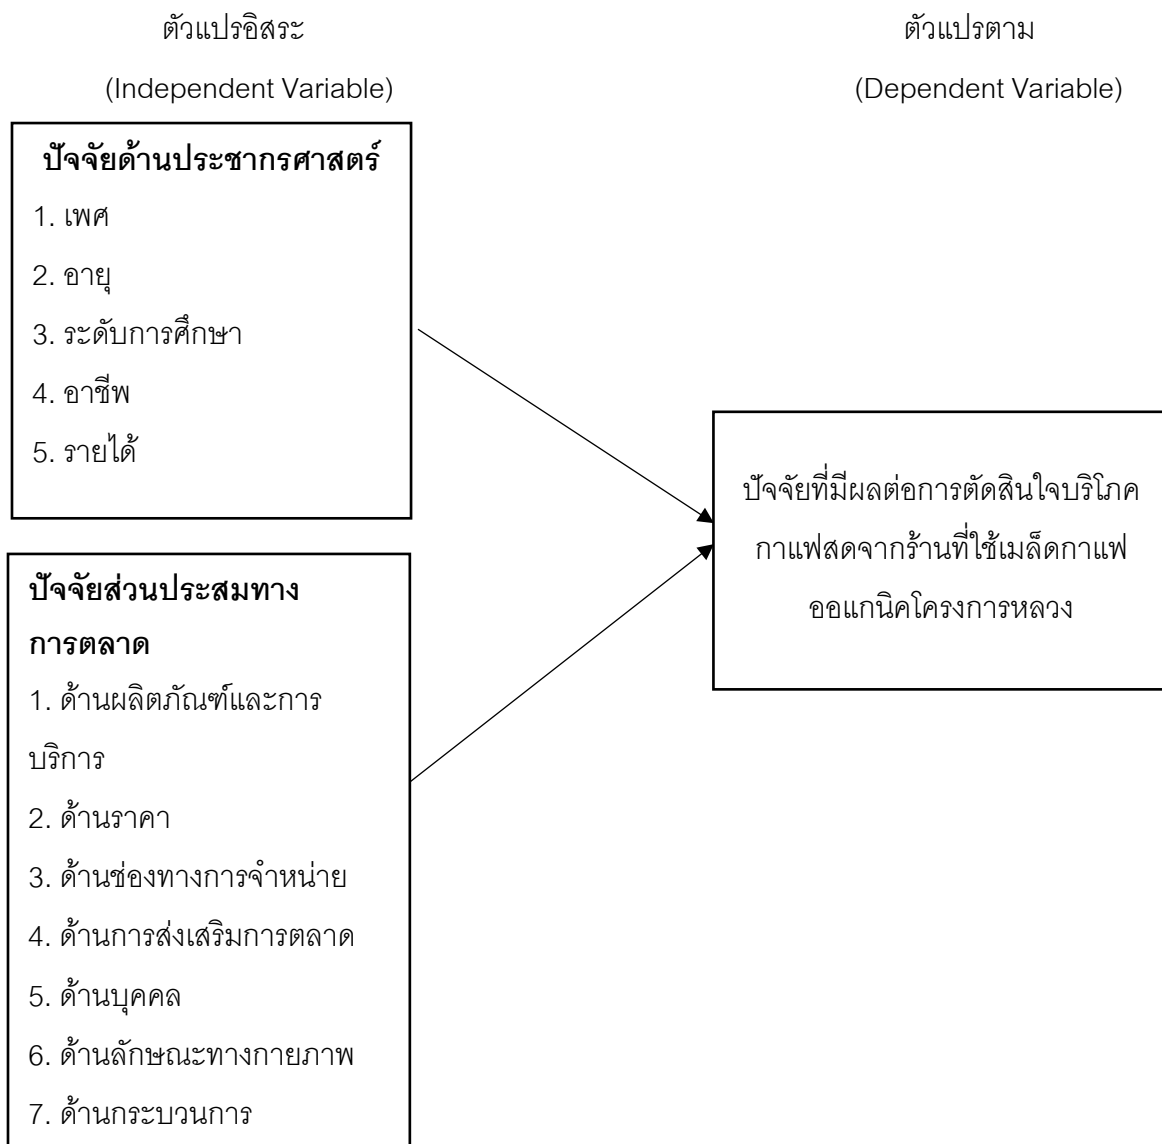 ตัวแปรอิสระ
(Independent Variable)
ตัวแปรตาม
(Dependent Variable)
ปัจจัยด้านประชากรศาสตร์
1. เพศ
2. อายุ
3. ระดับการศึกษา
4. อาชีพ
5. รายได้
ปัจจัยส่วนประสมทาง
การตลาด
1. ด้านผลิตภัณฑ์และการ
บริการ
2. ด้านราคา
3. ด้านช่องทางการจำหน่าย
4. ด้านการส่งเสริมการตลาด
5. ด้านบุคคล
6. ด้านลักษณะทางกายภาพ
7. ด้านกระบวนการ
ปัจจัยที่มีผลต่อการตัดสินใจบริโภค
กาแฟสดจากร้านที่ใช้เมล็ดกาแฟ
ออแกนิคโครงการหลวง